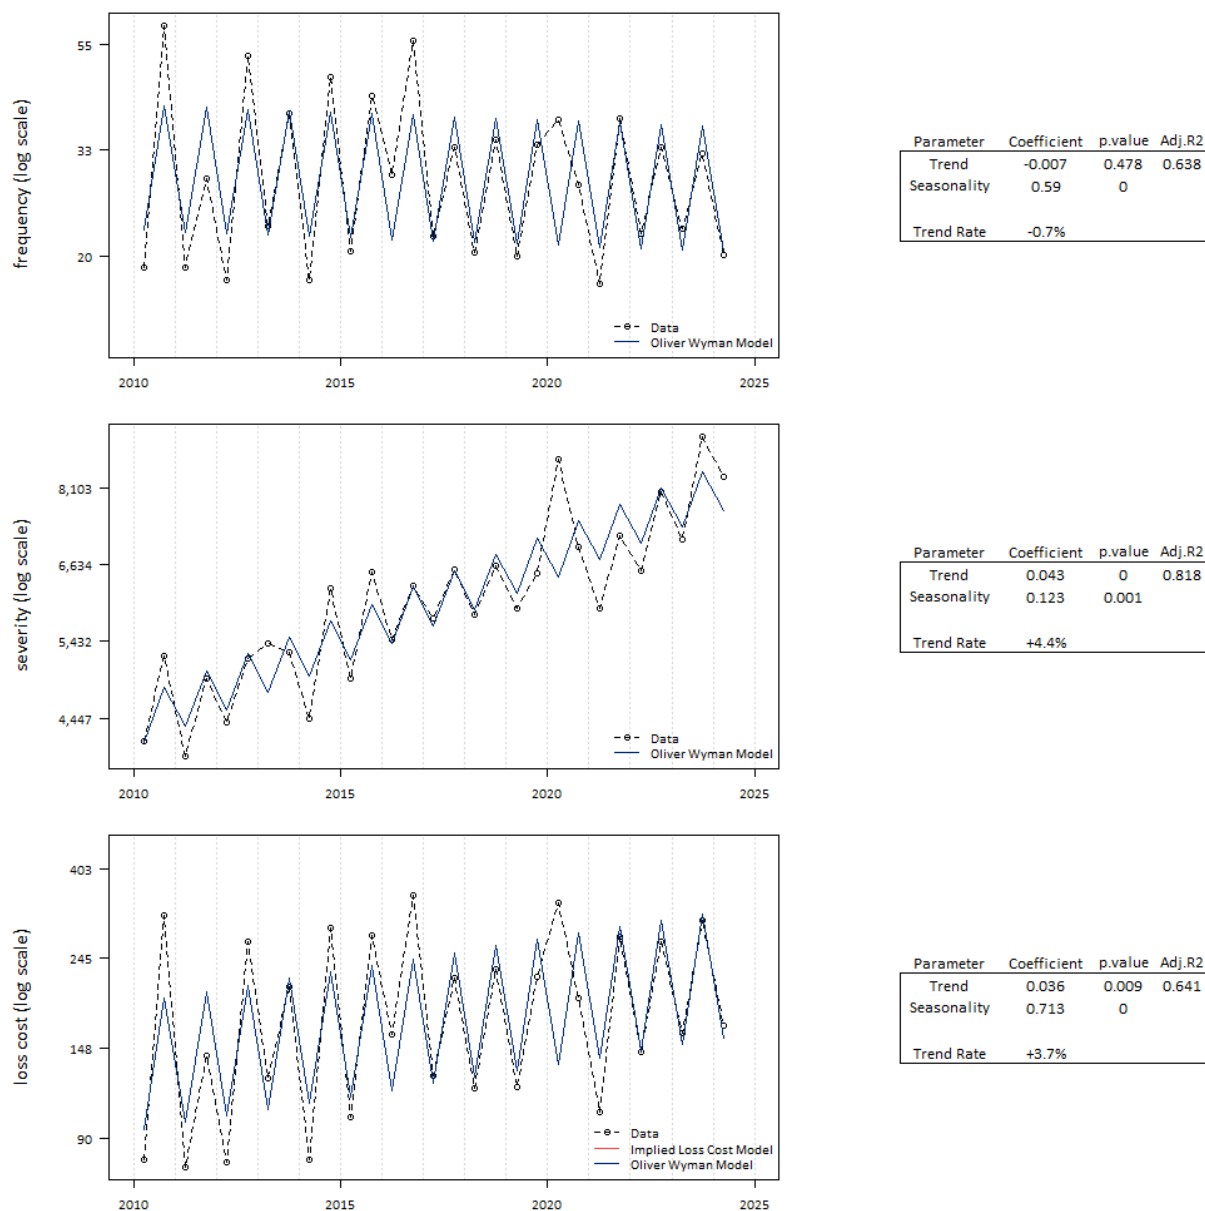 frequency (log scale)
55
33
20
Data
Oliver Wyman Model
2010 2015 2020 2025
Parameter Coefficient p.value Adj.R2
Trend -0.007 0.478 0.638
Seasonality 0.59 0
Trend Rate -0.7%
severity (log scale)
8,103
6,634
5,432
4,447
Data
Oliver Wyman Model
2010 2015 2020 2025
Parameter Coefficient p.value Adj.R2
Trend 0.043 0 0.818
Seasonality 0.123 0.001
Trend Rate +4.4%
loss cost (log scale)
403
245
148
90
Data
Implied Loss Cost Model
Oliver Wyman Model
2010 2015 2020 2025
Parameter Coefficient p.value Adj.R2
Trend 0.036 0.009 0.641
Seasonality 0.713 0
Trend Rate +3.7%